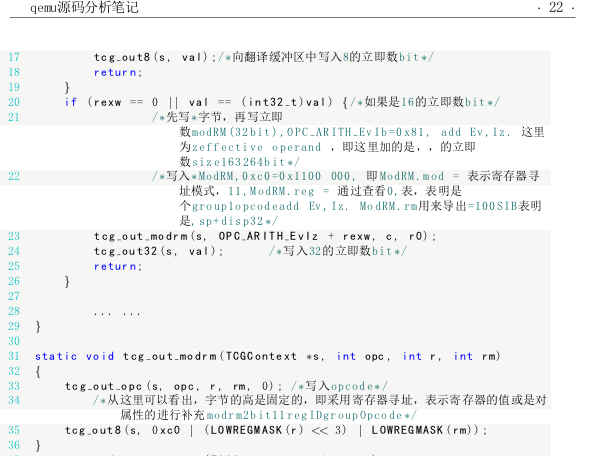 qemu源码分析笔记 · 22 ·
17 tcg_out8(s, val);/*向翻译缓冲区中写入8的立即数bit*/
18 return;
19 }
20 if (rexw == 0 || val == (int32_t)val) {/*如果是16的立即数bit*/
21 /*先写*字节，再写立即
数modRM(32bit),OPC_ARITH_EvIb=0x81, add Ev,Iz. 这里
为zeffective operand ，即这里加的是，，的立即
数size163264bit*/
22 /*写入*ModRM,0xc0=0x1100 000, 即ModRM.mod = 表示寄存器寻
址模式，11,ModRM.reg = 通过查看0,表，表明是
个group1opcodeadd Ev,Iz. ModRM.rm用来导出=100SIB表明
是,sp+disp32*/
23 tcg_out_modrm(s, OPC_ARITH_EvIz + rexw, c, r0);
24 tcg_out32(s, val); /*写入32的立即数bit*/
25 return;
26 }
27
28 ... ...
29 }
30
31 static void tcg_out_modrm(TCGContext *s, int opc, int r, int rm)
32 {
33 tcg_out_opc(s, opc, r, rm, 0); /*写入opcode*/
34 /*从这里可以看出，字节的高是固定的，即采用寄存器寻址，表示寄存器的值或是对
属性的进行补充modrm2bit11regIDgroupOpcode*/
35 tcg_out8(s, 0xc0 | (LOWREGMASK(r) << 3) | LOWREGMASK(rm));
36 }